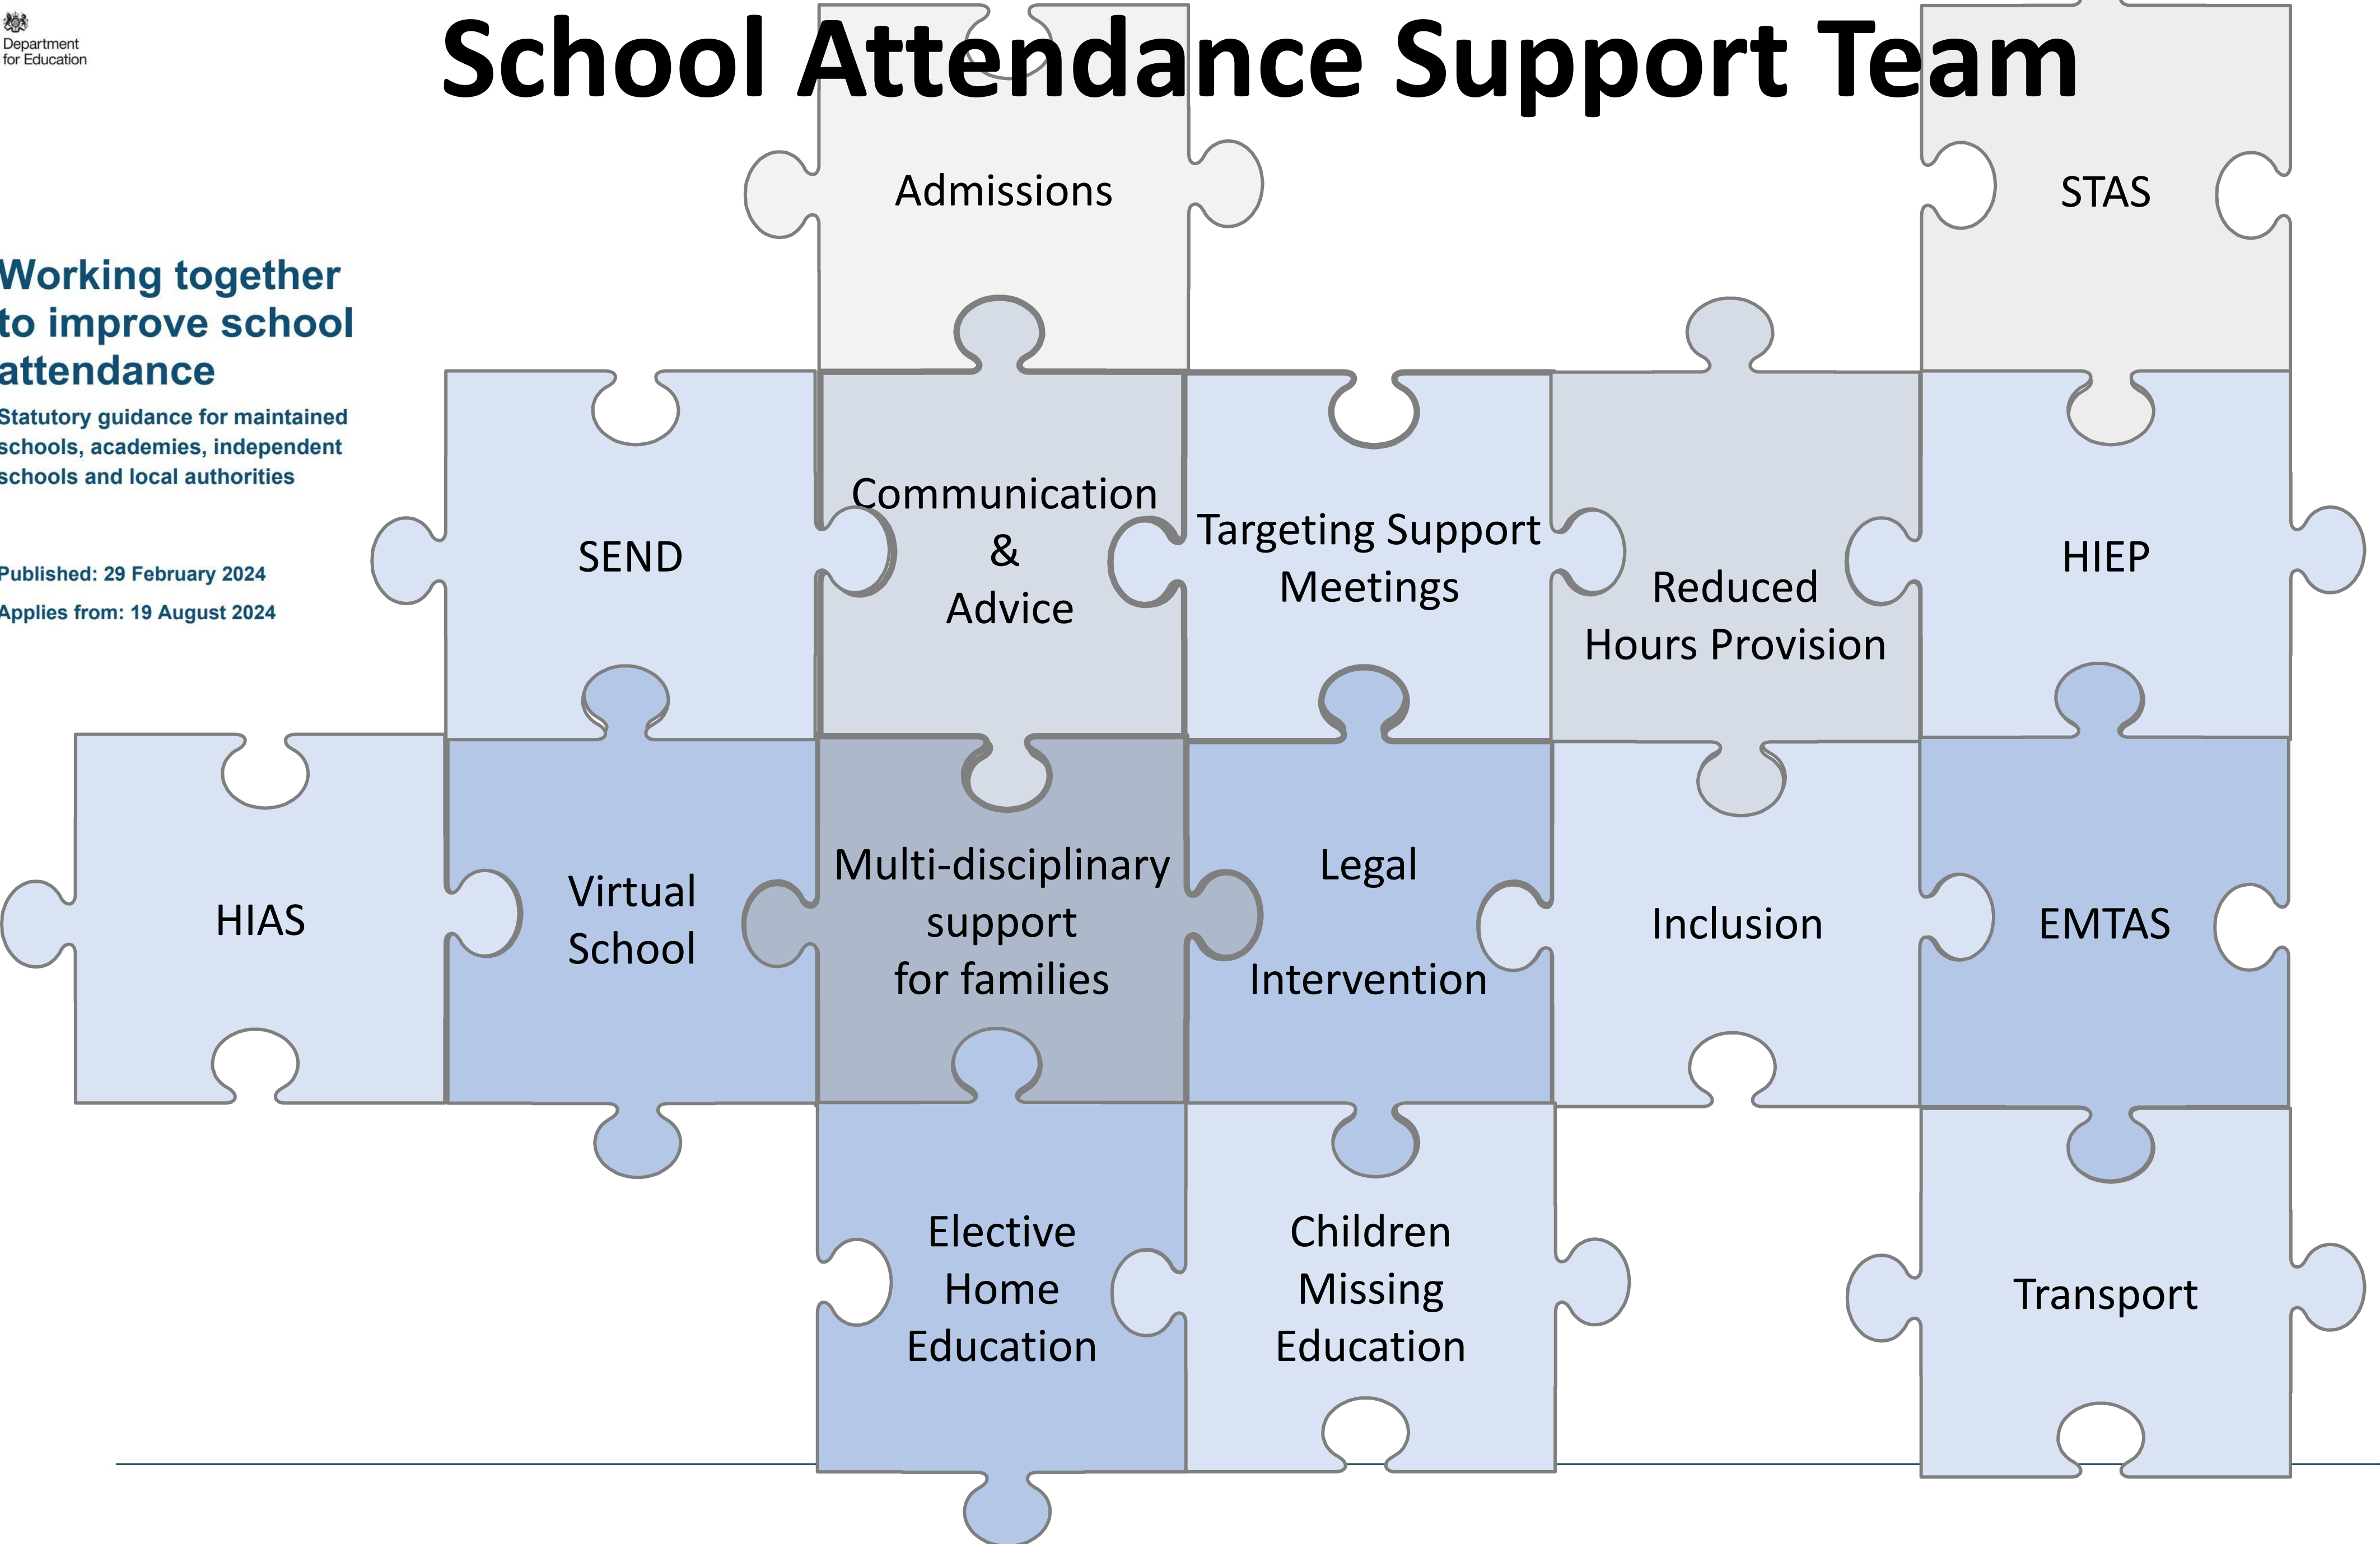 Department
for Education
School Attendance Support Team
Working together
to improve school
attendance
Statutory guidance for maintained
schools, academies, independent
schools and local authorities
Published: 29 February 2024
Applies from: 19 August 2024
Admissions
STAS
SEND
Communication
&
Advice
Targeting Support
Meetings
Reduced
Hours Provision
HIEP
HIAS
Virtual
School
Multi-disciplinary
support
for families
Legal
Intervention
Inclusion
EMTAS
Elective
Home
Education
Children
Missing
Education
Transport